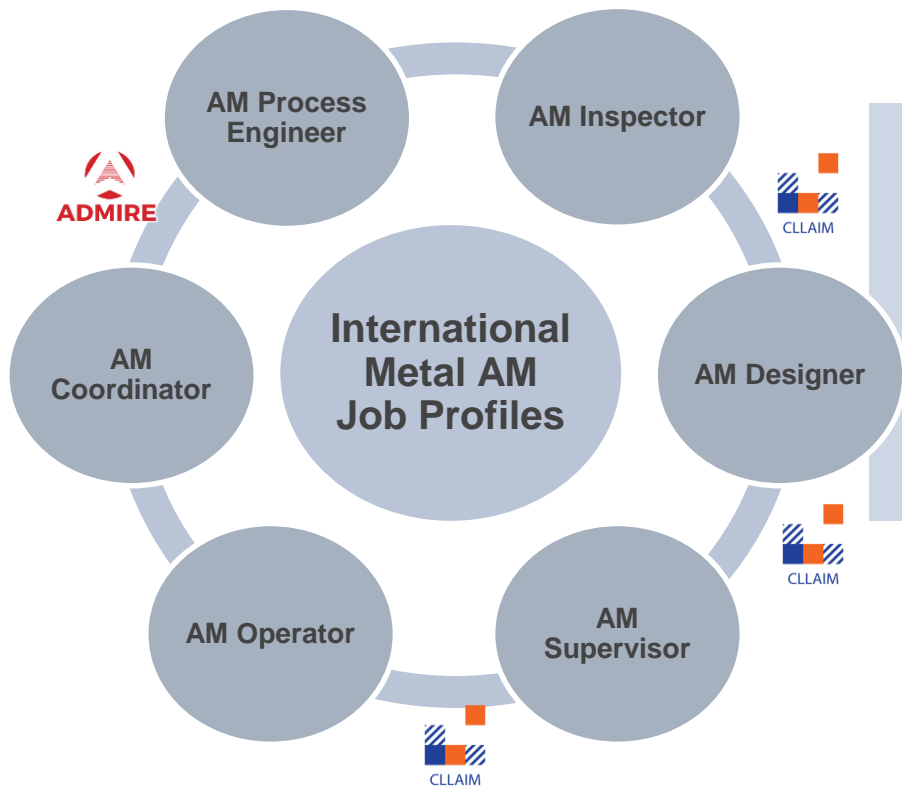 AM Process
Engineer
AM Inspector
ADMIRE
CLLAIM
International
Metal AM
Job Profiles
AM
Coordinator
AM Designer
CLLAIM
AM Operator
AM
Supervisor
CLLAIM